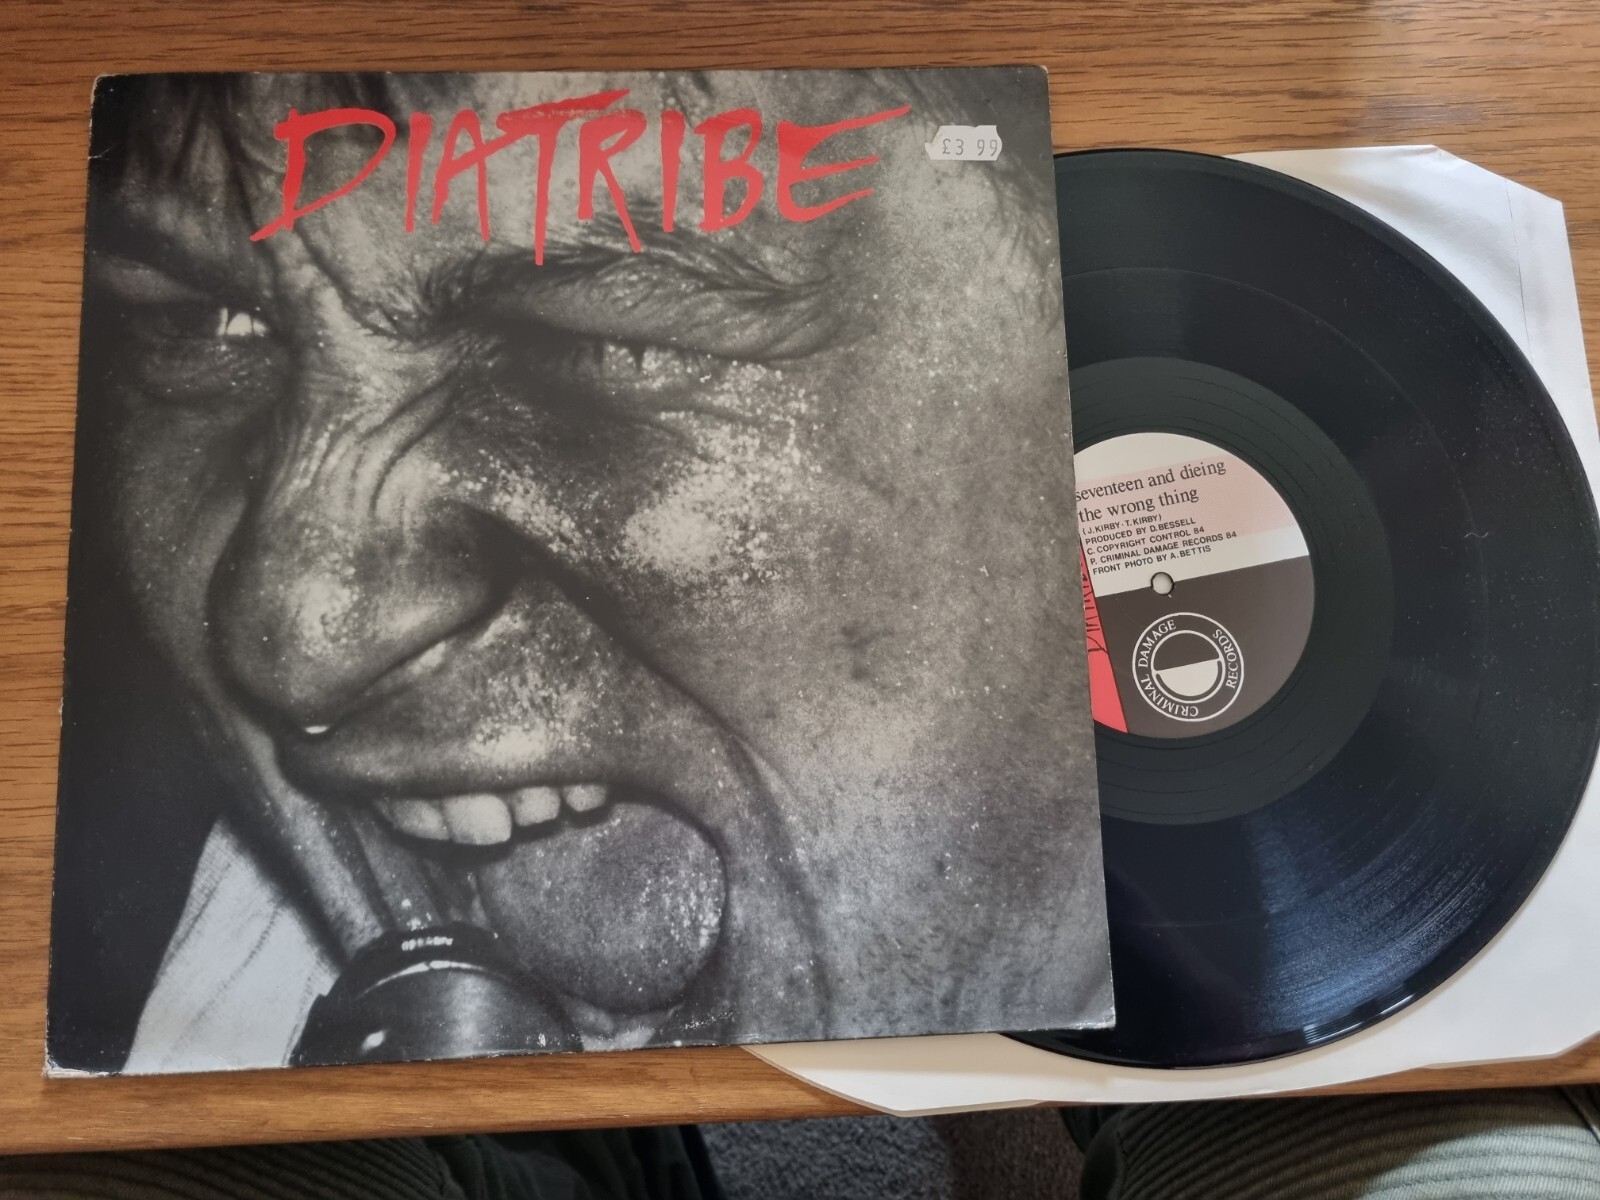 DIATRIBE
£3 99
seventeen and dieing
the wrong thing
(J.KIRBY-T.KIRBY)
PRODUCED BY D.BESSELL
C. COPYRIGHT CONTROL 84
P. CRIMINAL DAMAGE RECORDS 84
FRONT PHOTO BY A.BETTIS
CRIMINAL DAMAGE RECORDS